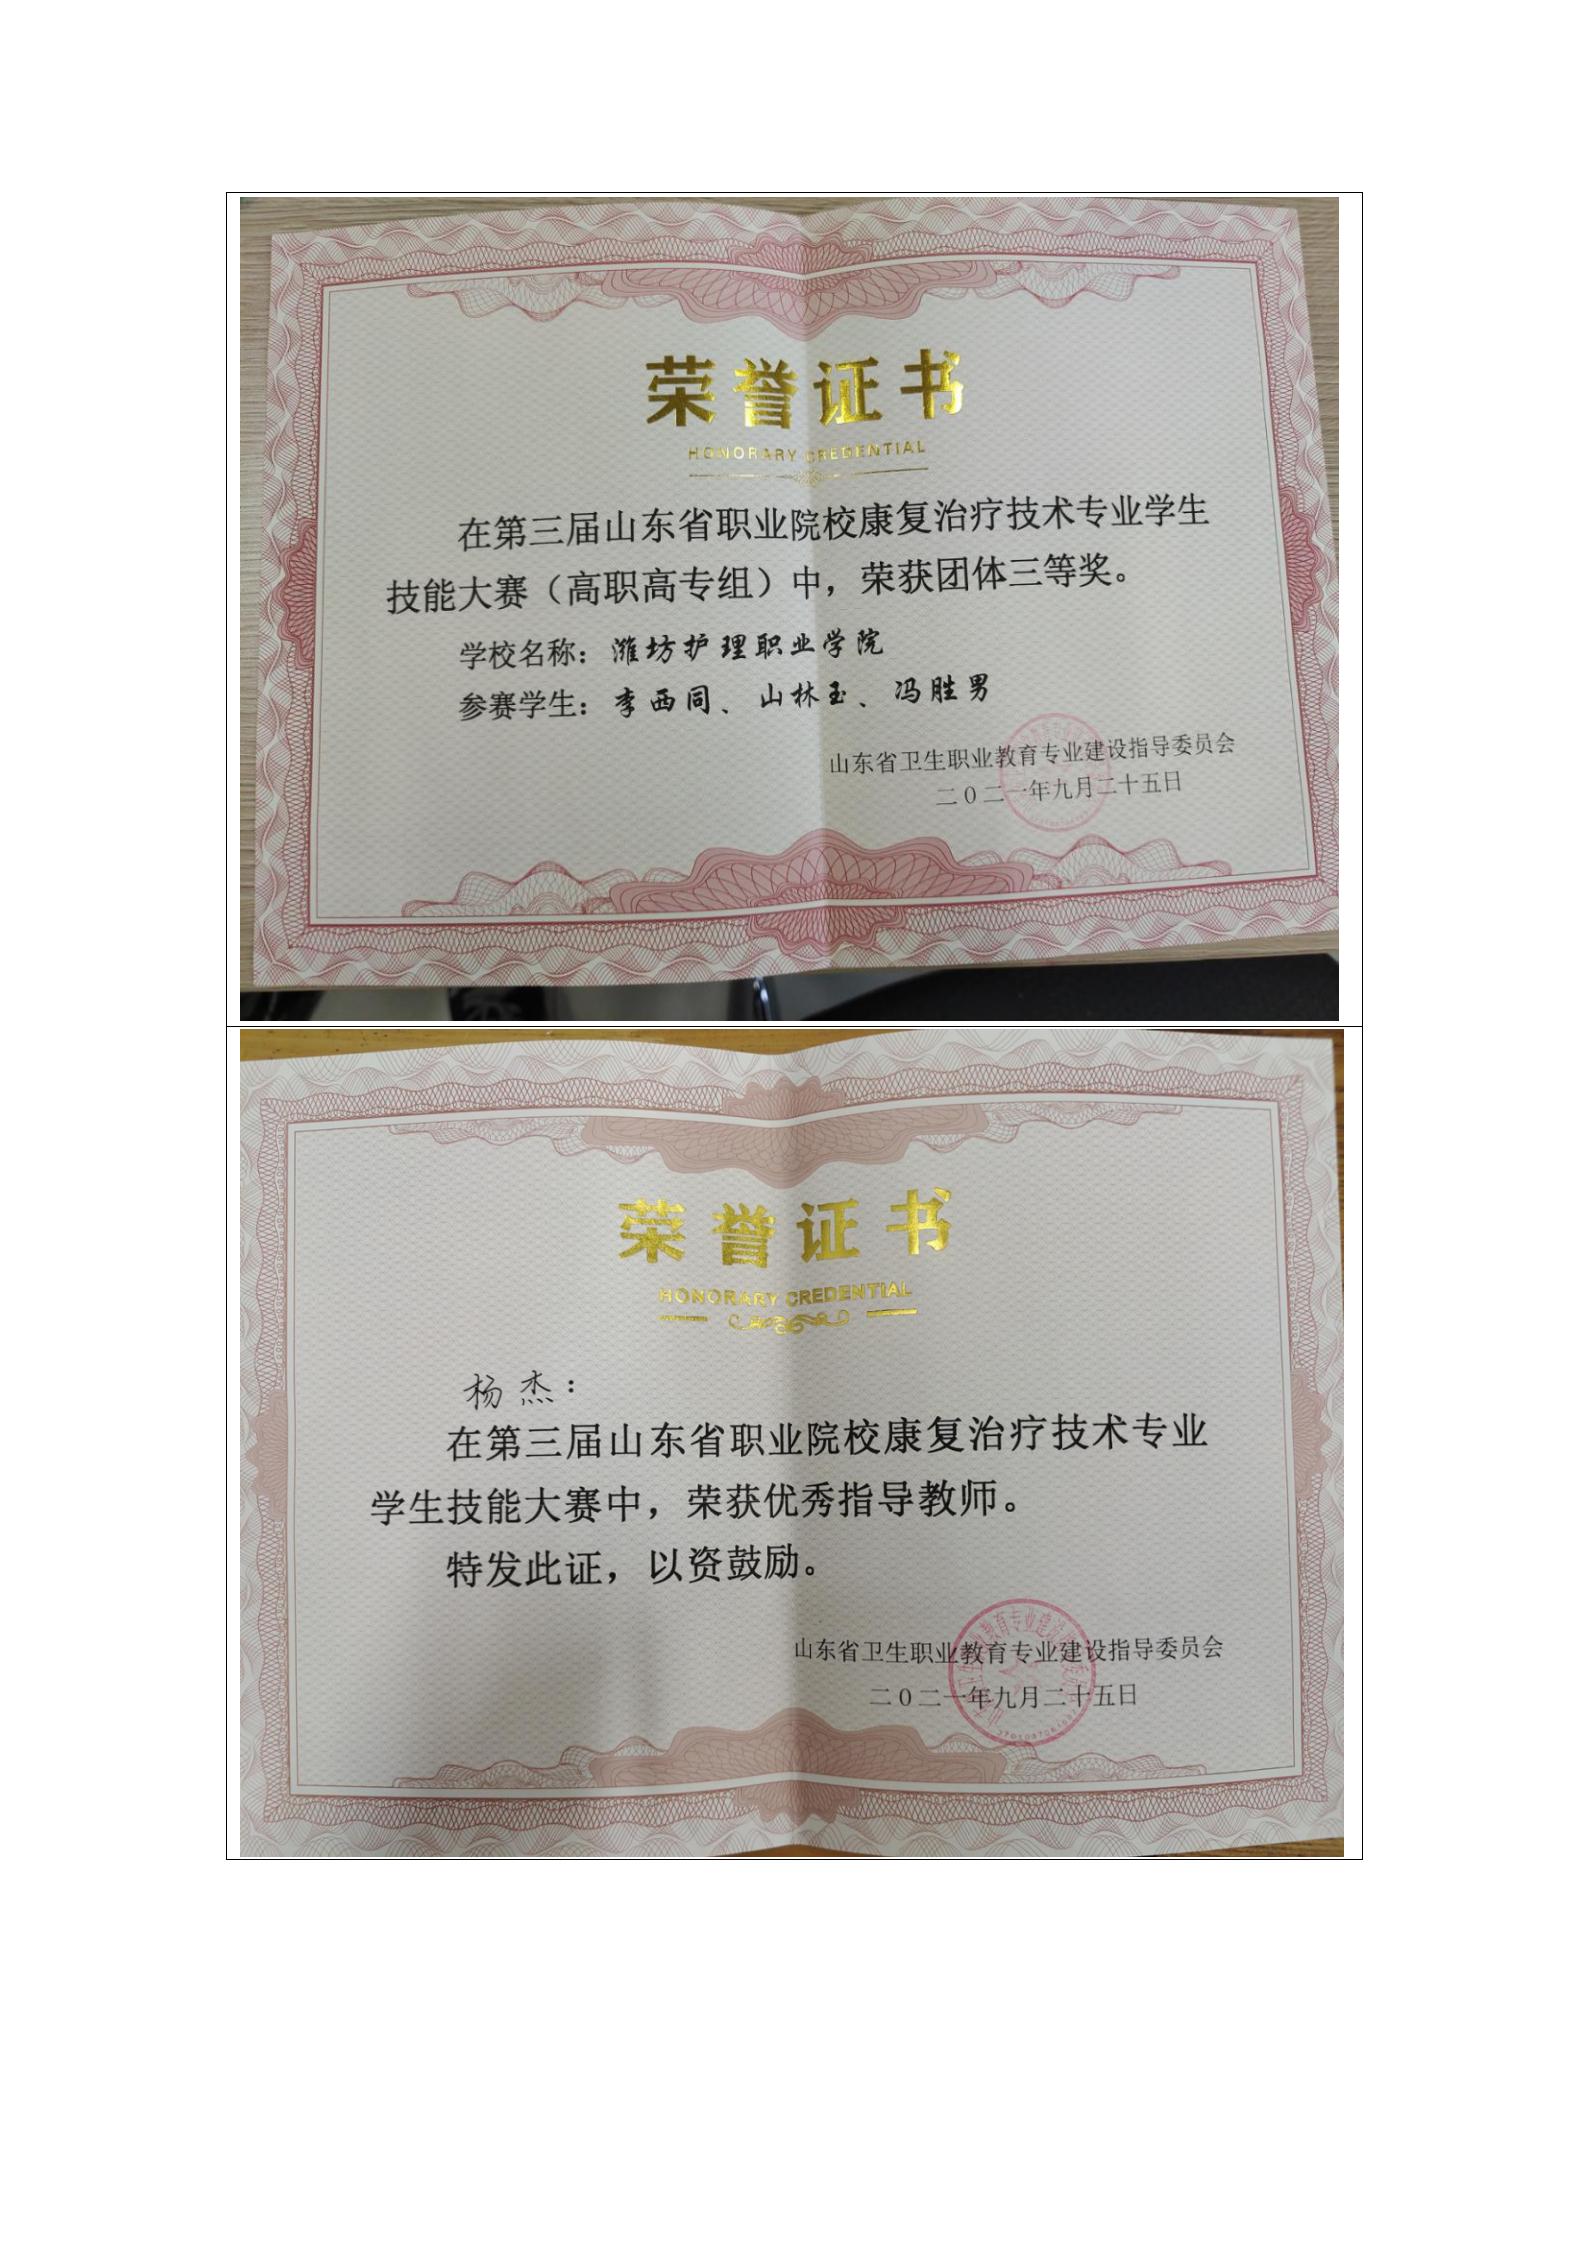 荣誉证书
HONORARY CREDENTIAL
在第三届山东省职业院校康复治疗技术专业学生
技能大赛（高职高专组）中，荣获团体三等奖。
学校名称：潍坊护理职业学院
参赛学生：李西同、山林玉、冯胜男
山东省卫生职业教育专业建设指导委员会
二0二一年九月二十五日
荣誉证书
HONORARY CREDENTIAL
杨杰：
在第三届山东省职业院校康复治疗技术专业
学生技能大赛中，荣获优秀指导教师。
特发此证，以资鼓励。
山东省卫生职业教育专业建设指导委员会
二0二一年九月二十五日